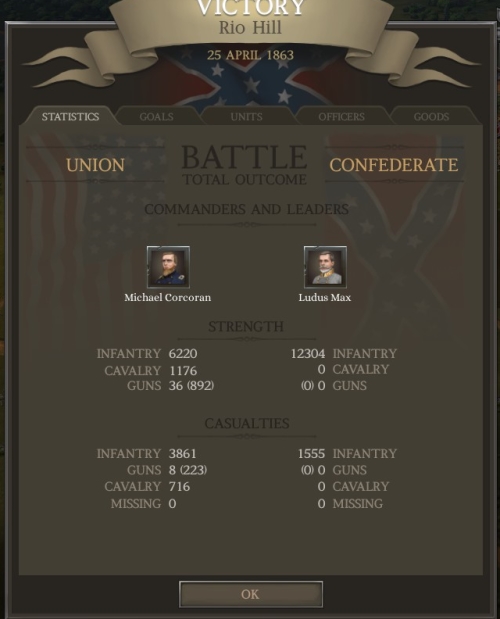 VICTORY
Rio Hill
25 APRIL 1863
STATISTICS GOALS UNITS OFFICERS GOODS
UNION BATTLE CONFEDERATE
TOTAL OUTCOME
COMMANDERS AND LEADERS
Michael Corcoran Ludus Max
STRENGTH
INFANTRY 6220 12304 INFANTRY
CAVALRY 1176 0 CAVALRY
GUNS 36 (892) (0) 0 GUNS
CASUALTIES
INFANTRY 3861 1555 INFANTRY
GUNS 8 (223) (0) 0 GUNS
CAVALRY 716 0 CAVALRY
MISSING 0 0 MISSING
OK